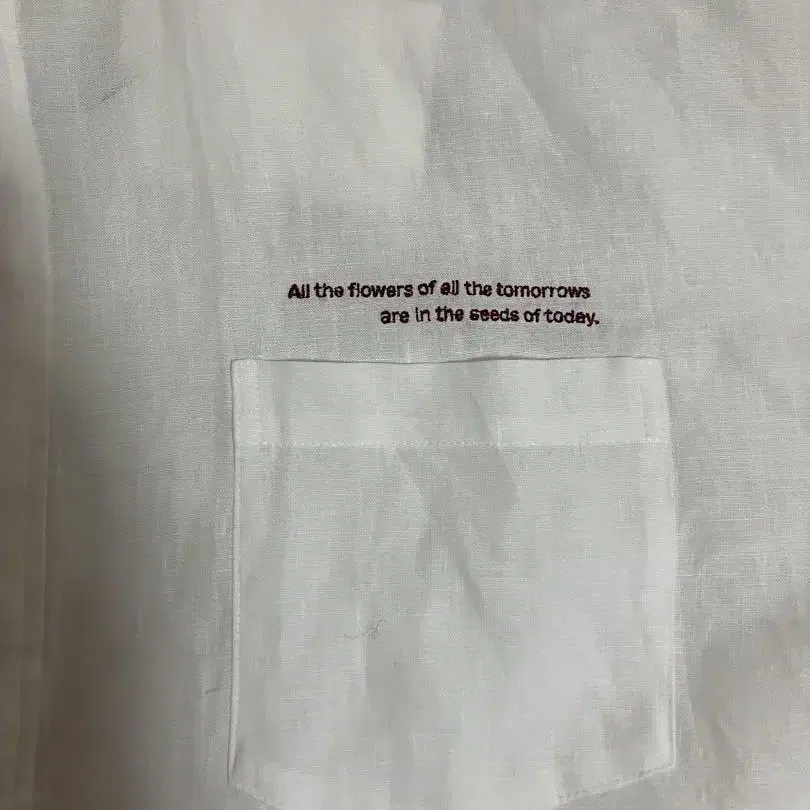 All the flowers of all the tomorrows
are in the seeds of today.